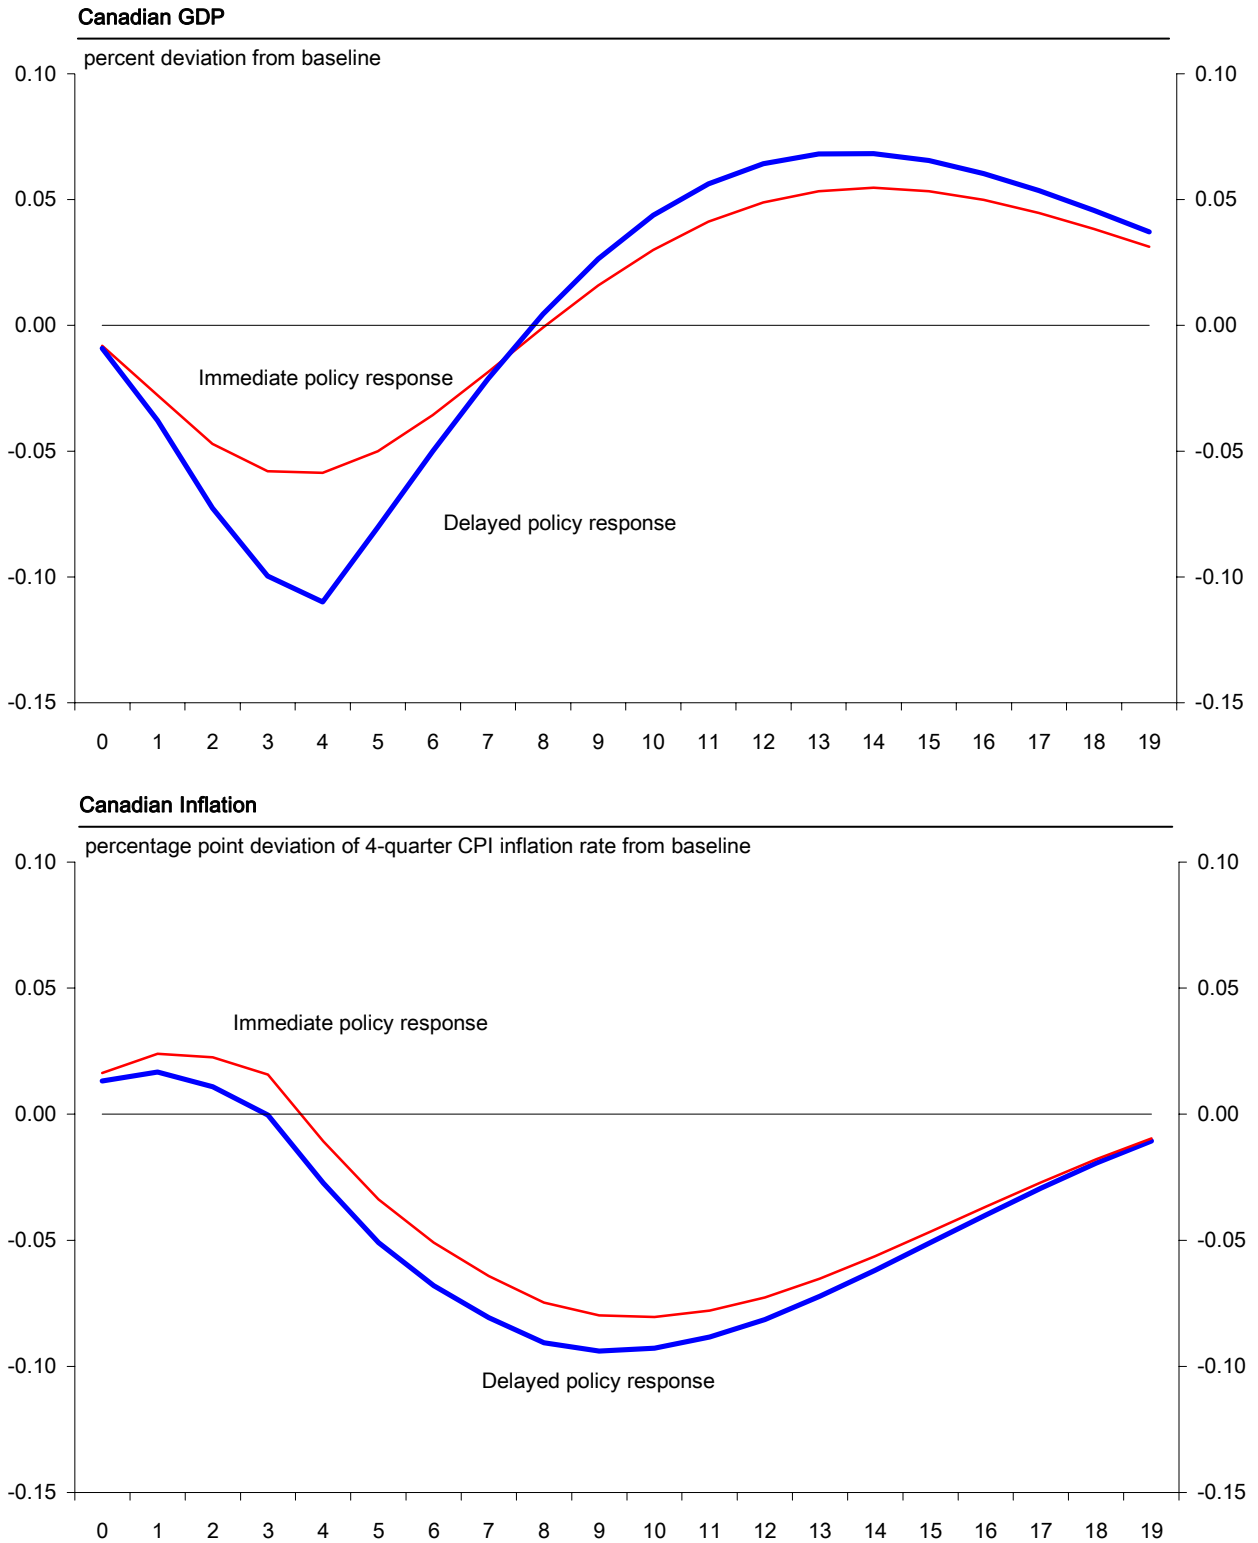 Canadian GDP
percent deviation from baseline
0.10 0.10
0.05 0.05
0.00 0.00
Immediate policy response
-0.05 -0.05
Delayed policy response
-0.10 -0.10
-0.15 -0.15
0 1 2 3 4 5 6 7 8 9 10 11 12 13 14 15 16 17 18 19
Canadian Inflation
percentage point deviation of 4-quarter CPI inflation rate from baseline
0.10 0.10
0.05 0.05
Immediate policy response
0.00 0.00
-0.05 -0.05
-0.10 -0.10
Delayed policy response
-0.15 -0.15
0 1 2 3 4 5 6 7 8 9 10 11 12 13 14 15 16 17 18 19